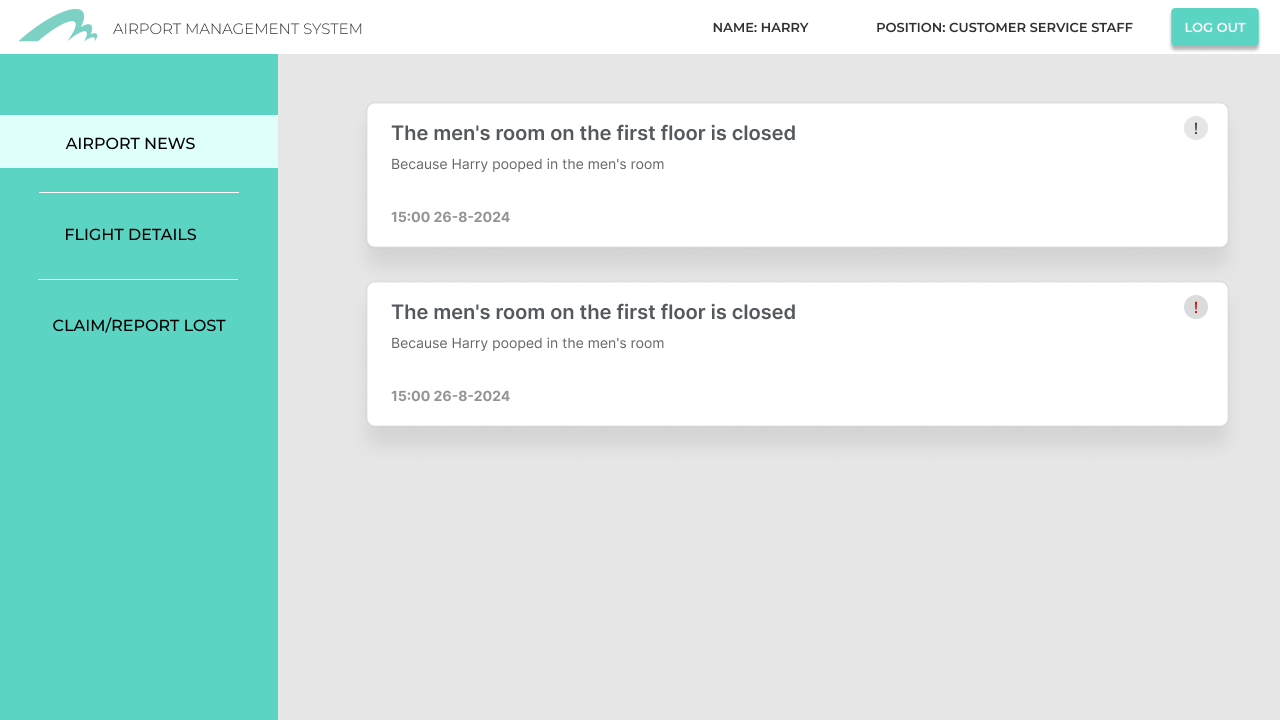 AIRPORT MANAGEMENT SYSTEM
NAME: HARRY
POSITION: CUSTOMER SERVICE STAFF
LOG OUT
AIRPORT NEWS
FLIGHT DETAILS
CLAIM/REPORT LOST
The men's room on the first floor is closed
!
Because Harry pooped in the men's room
15:00 26-8-2024
The men's room on the first floor is closed
!
Because Harry pooped in the men's room
15:00 26-8-2024